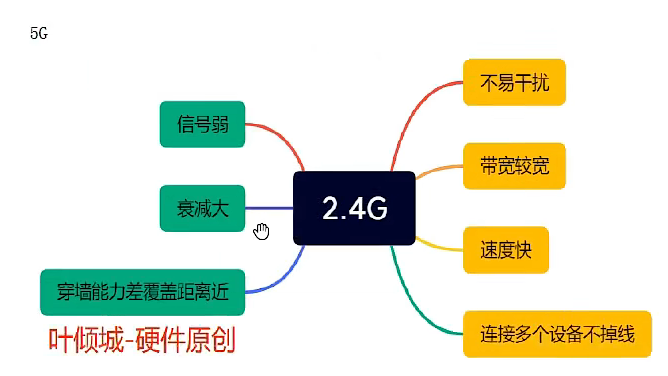 5G
不易干扰
信号弱
带宽较宽
2.4G
衰减大
速度快
穿墙能力差覆盖距离近
连接多个设备不掉线
叶倾城-硬件原创